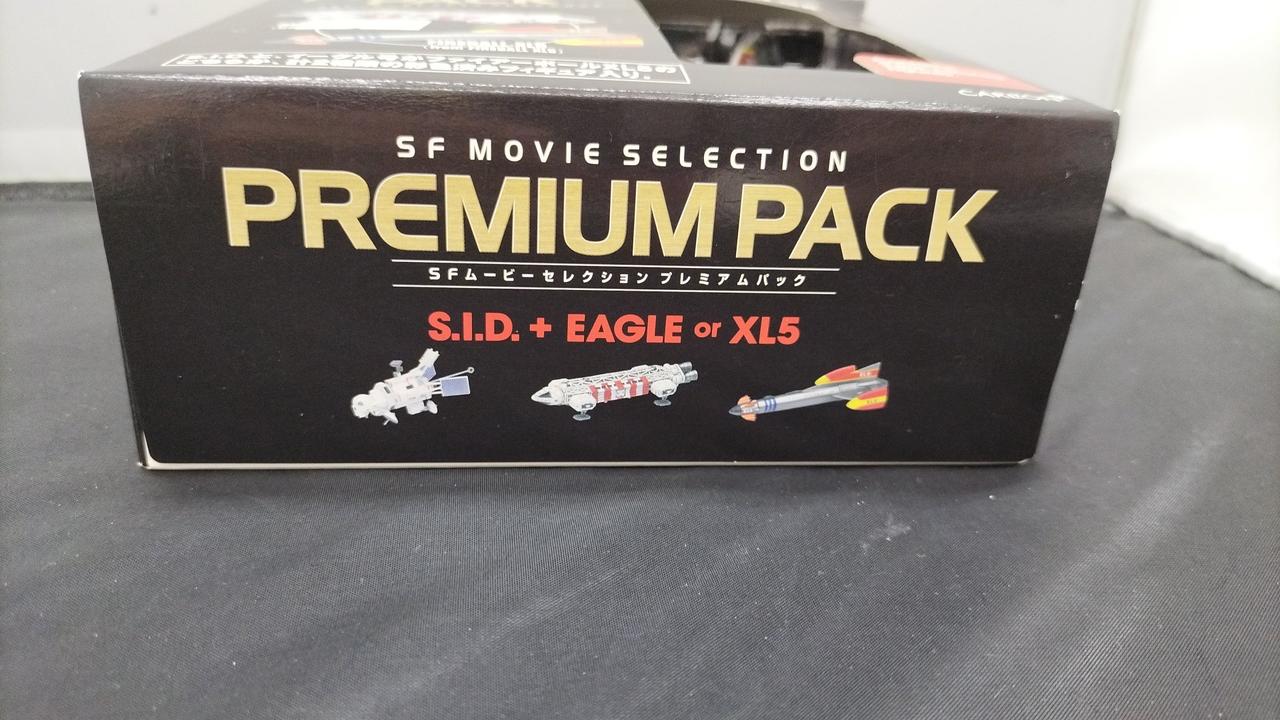 SF MOVIE SELECTION
PREMIUM PACK
SFムービーセレクション プレミアムパック
S.I.D. + EAGLE or XL5